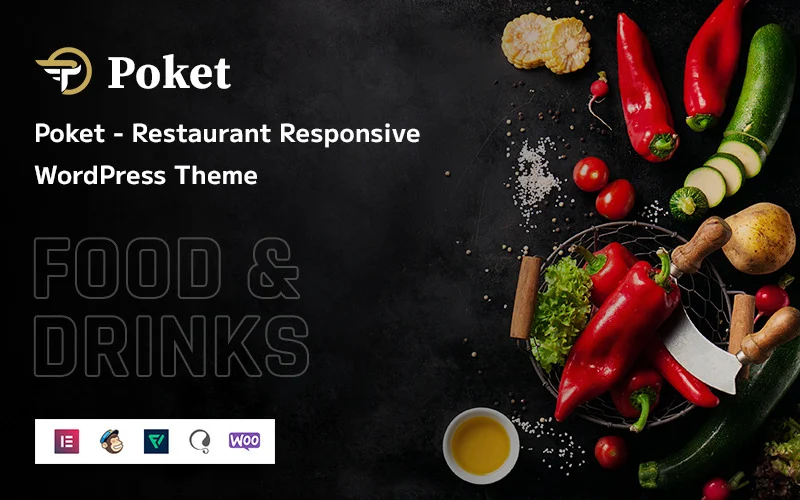 Poket
Poket - Restaurant Responsive
WordPress Theme
FOOD &
DRINKS
WOO